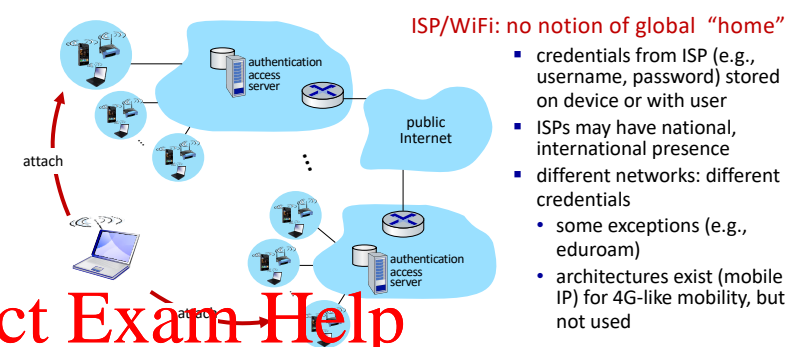 ISP/WiFi: no notion of global “home”
▪ credentials from ISP (e.g.,
username, password) stored
on device or with user
▪ ISPs may have national,
international presence
▪ different networks: different
credentials
• some exceptions (e.g.,
eduroam)
• architectures exist (mobile
IP) for 4G-like mobility, but
not used
authentication
access
server
public
Internet
...
attach
authentication
access
server
attach
ct Exam Help